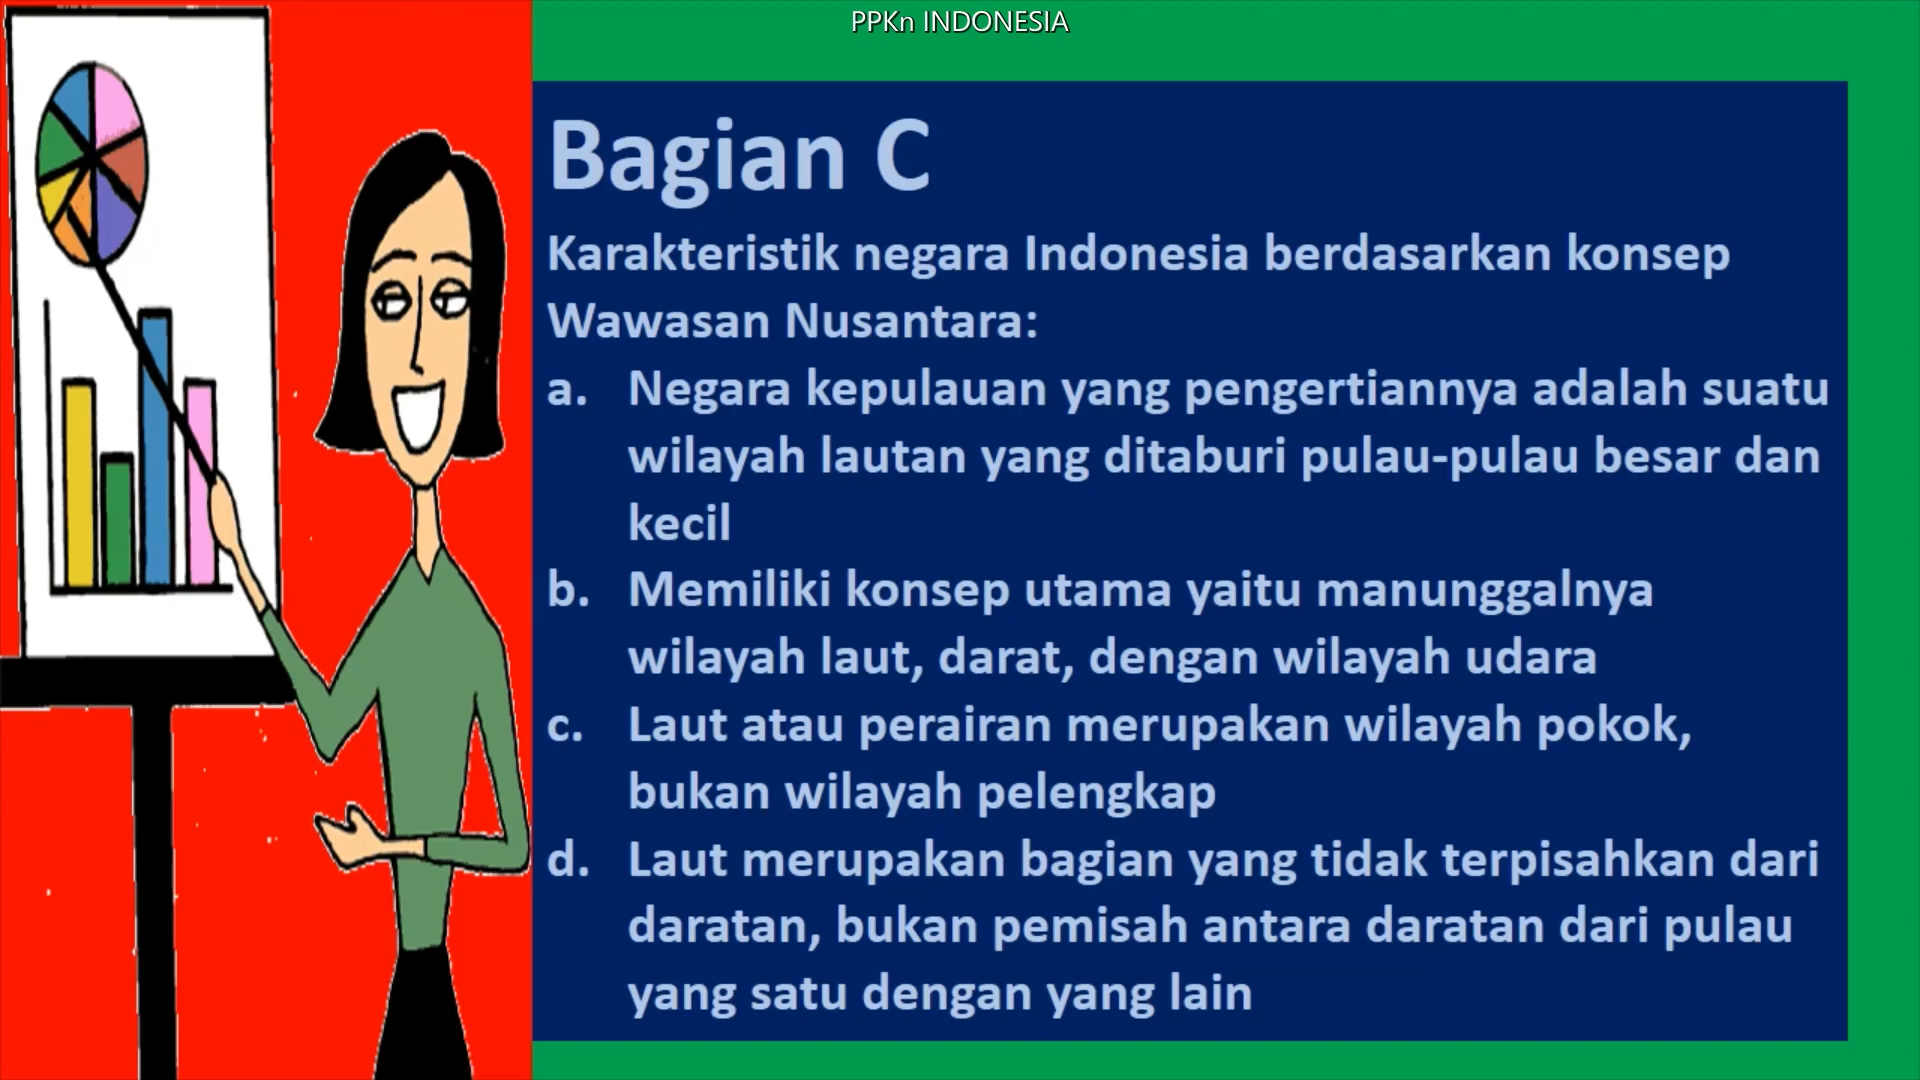 PPKn INDONESIA
Bagian C
Karakteristik negara Indonesia berdasarkan konsep
Wawasan Nusantara:
a. Negara kepulauan yang pengertiannya adalah suatu
wilayah lautan yang ditaburi pulau-pulau besar dan
kecil
b. Memiliki konsep utama yaitu manunggalnya
wilayah laut, darat, dengan wilayah udara
c. Laut atau perairan merupakan wilayah pokok,
bukan wilayah pelengkap
d. Laut merupakan bagian yang tidak terpisahkan dari
daratan, bukan pemisah antara daratan dari pulau
yang satu dengan yang lain